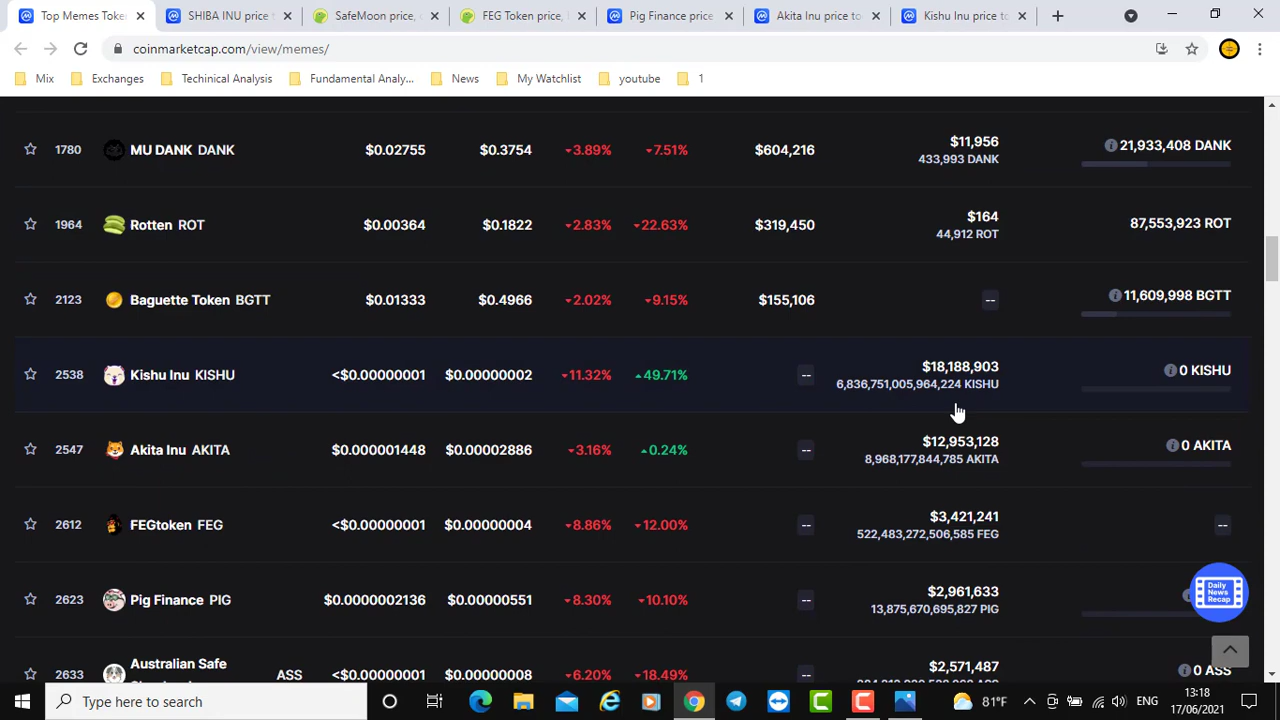 Top Memes Toke
SHIBA INU price t
SafeMoon price, c
FEG Token price, 
Pig Finance price
Akita Inu price to
Kishu Inu price to
coinmarketcap.com/view/memes/
Mix
Exchanges
Techinical Analysis
Fundamental Analy...
News
My Watchlist
youtube
1
1780 MU DANK DANK $0.02755 $0.3754 3.89% 7.51% $604,216 $11,956 21,933,408 DANK
433,993 DANK
1964 Rotten ROT $0.00364 $0.1822 2.83% 22.63% $319,450 $164 87,553,923 ROT
44,912 ROT
2123 Baguette Token BGTT $0.01333 $0.4966 2.02% 9.15% $155,106 -- 11,609,998 BGTT
2538 Kishu Inu KISHU <$0.00000001 $0.00000002 11.32% 49.71% -- $18,188,903 0 KISHU
6,836,751,005,964,224 KISHU
2547 Akita Inu AKITA $0.000001448 $0.00002886 3.16% 0.24% -- $12,953,128 0 AKITA
8,968,177,844,785 AKITA
2612 FEGtoken FEG <$0.00000001 $0.00000004 8.86% 12.00% -- $3,421,241 --
522,483,272,506,585 FEG
2623 Pig Finance PIG $0.0000002136 $0.00000551 8.30% 10.10% -- $2,961,633
13,875,670,695,827 PIG
Daily
News
Recap
2633 Australian Safe ASS <$0.00000001 $0.00000008 6.20% 18.49% -- $2,571,487 0 ASS
Type here to search
81°F
ENG
13:18
17/06/2021